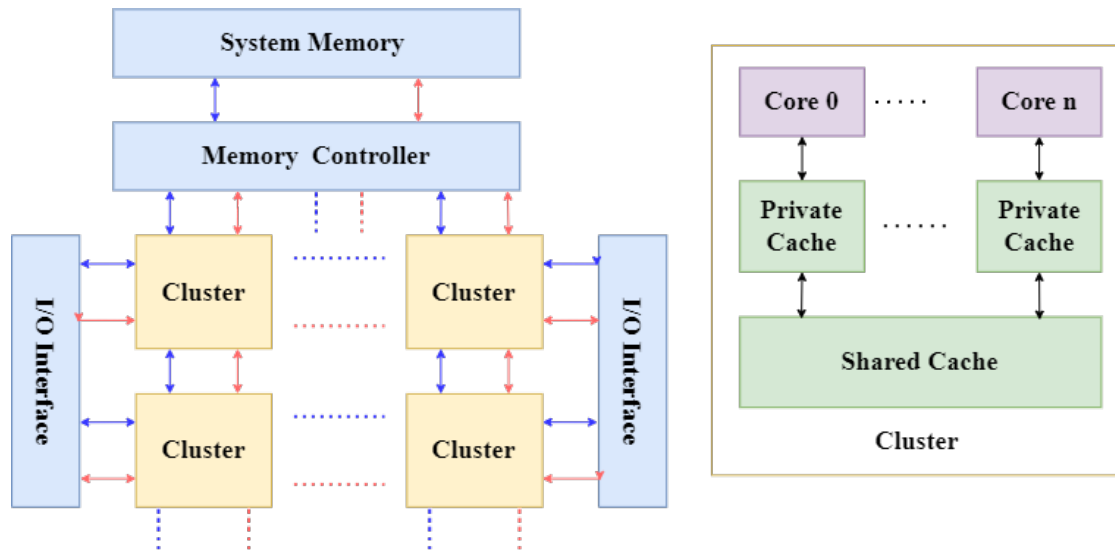 System Memory
Memory Controller
I/O Interface
Cluster
Cluster
I/O Interface
Cluster
Cluster
Core 0
Core n
Private
Cache
Private
Cache
Shared Cache
Cluster